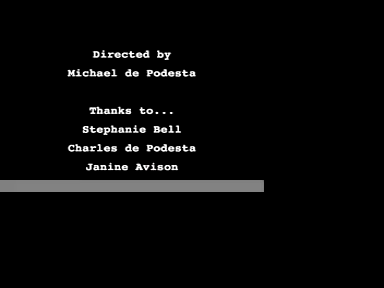 Directed by
Michael de Podesta
Thanks to...
Stephanie Bell
Charles de Podesta
Janine Avison